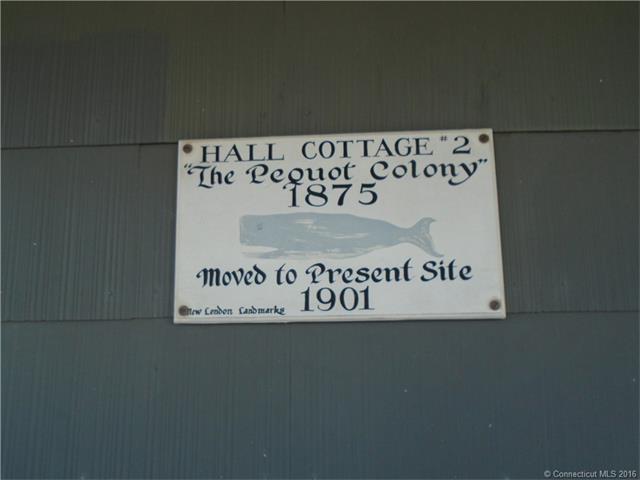 HALL COTTAGE #2
"The Pequot Colony"
1875
Moved to Present Site
1901
New London Landmarks
© Connecticut MLS 2016